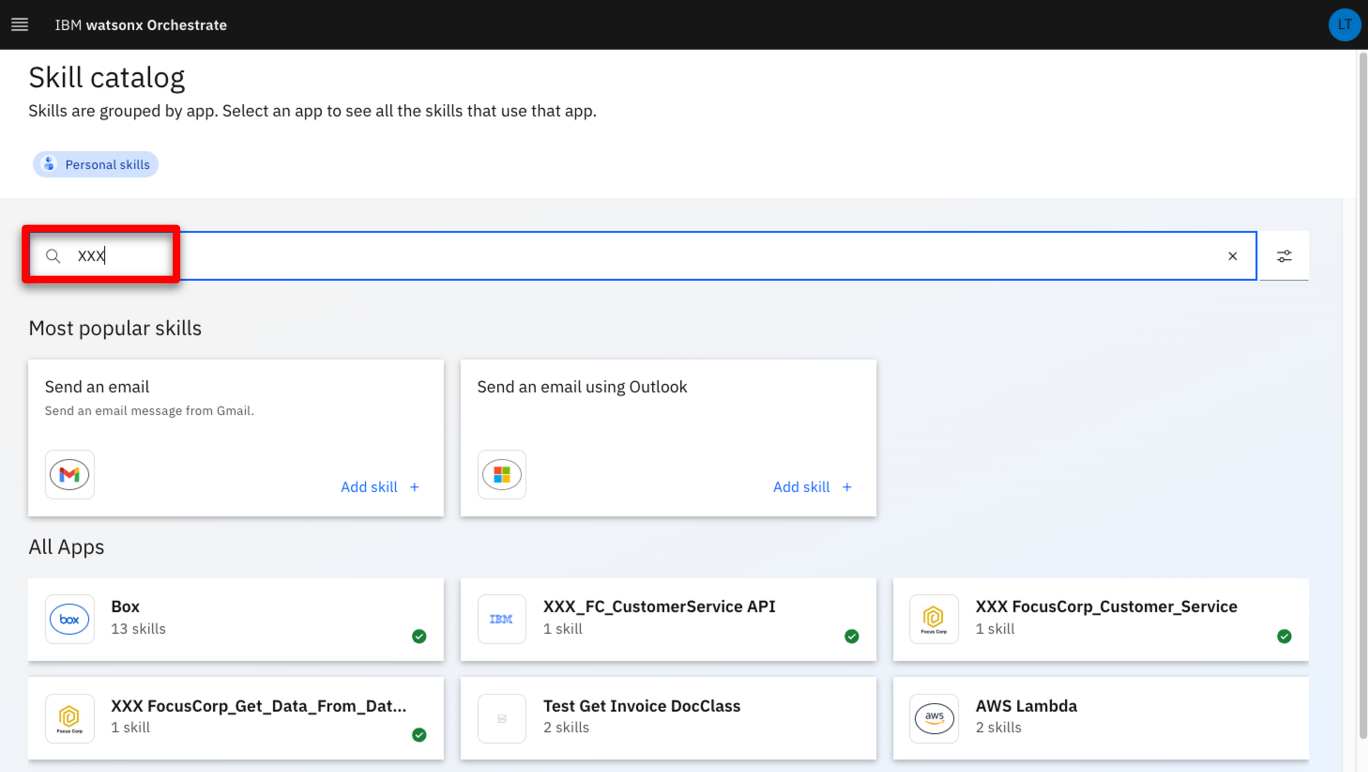 IBM watsonx Orchestrate
LT
Skill catalog
Skills are grouped by app. Select an app to see all the skills that use that app.
Personal skills
XXX
Most popular skills
Send an email
Send an email message from Gmail.
Add skill +
Send an email using Outlook
Add skill +
All Apps
box
Box
13 skills
IBM
XXX_FC_CustomerService API
1 skill
Focus Corp
XXX FocusCorp_Customer_Service
1 skill
Focus Corp
XXX FocusCorp_Get_Data_From_Dat...
1 skill
Test Get Invoice DocClass
2 skills
aws
AWS Lambda
2 skills